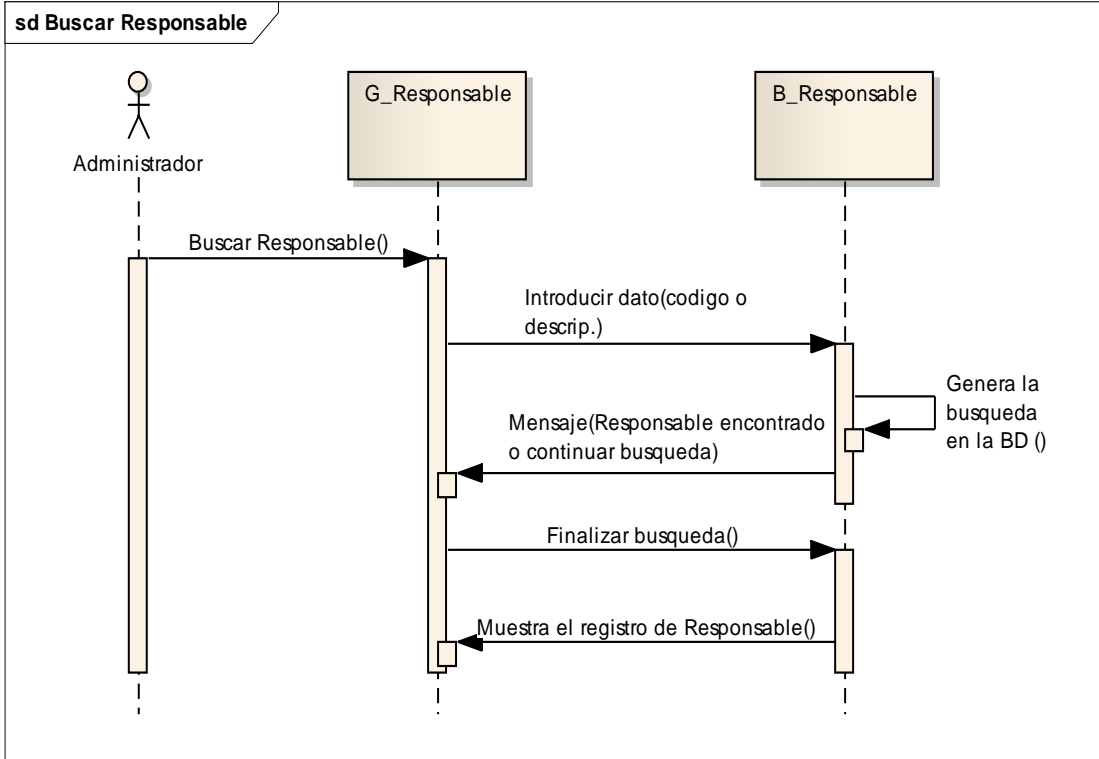 sd Buscar Responsable
Administrador
G_Responsable
B_Responsable
Buscar Responsable()
Introducir dato(codigo o
descrip.)
Genera la
busqueda
en la BD ()
Mensaje(Responsable encontrado
o continuar busqueda)
Finalizar busqueda()
Muestra el registro de Responsable()